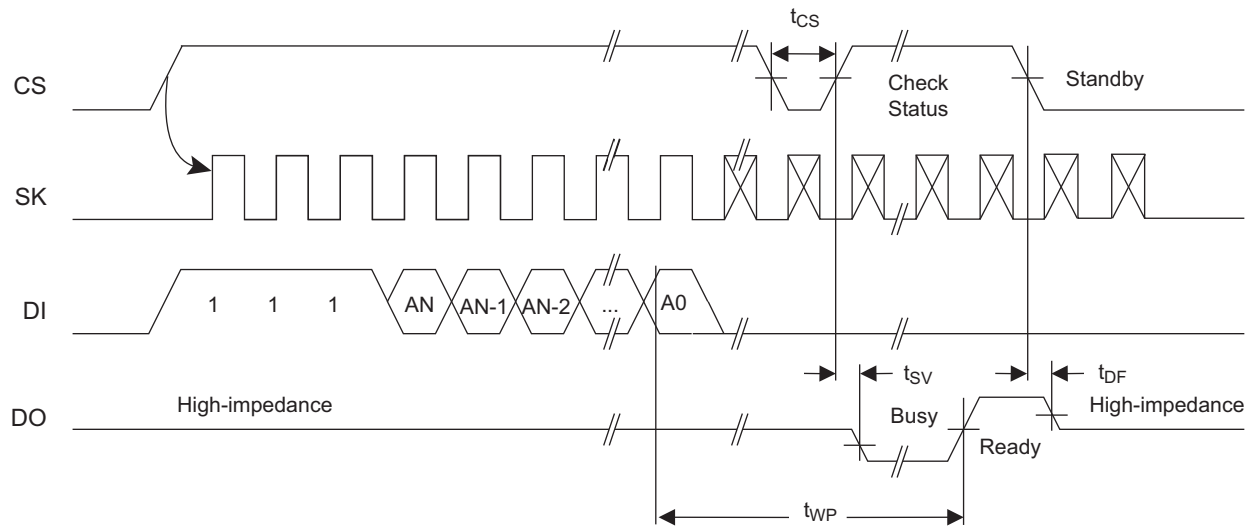 tCS
CS
Check
Status
Standby
SK
DI
1 1 1 AN AN-1 AN-2 ... A0
tSV
tDF
DO
High-impedance
Busy
Ready
High-impedance
tWP